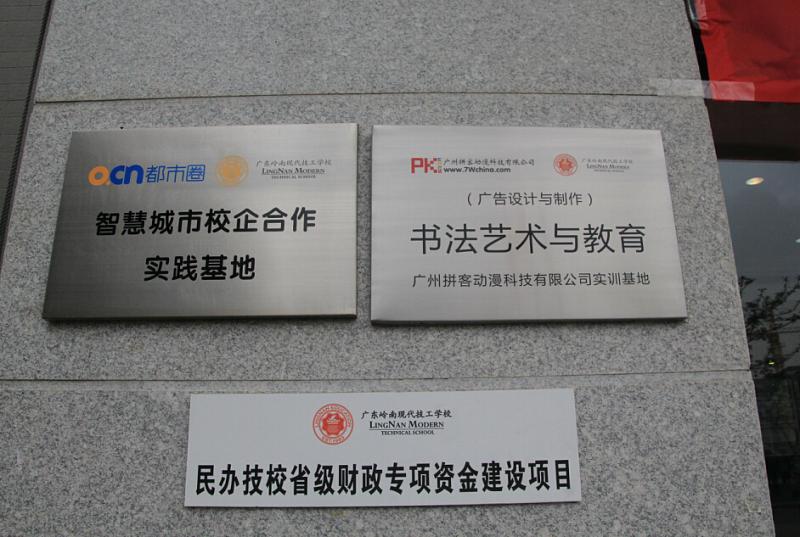 o.cn都市圈
广东岭南现代技工学校
LINGNAN MODERN
TECHNICAL SCHOOL
智慧城市校企合作
实践基地
PK
广州拼客动漫科技有限公司
www.7Wchina.com
广东岭南现代技工学校
LINGNAN MODERN
TECHNICAL SCHOOL
（广告设计与制作）
书法艺术与教育
广州拼客动漫科技有限公司实训基地
广东岭南现代技工学校
LINGNAN MODERN
TECHNICAL SCHOOL
民办技校省级财政专项资金建设项目